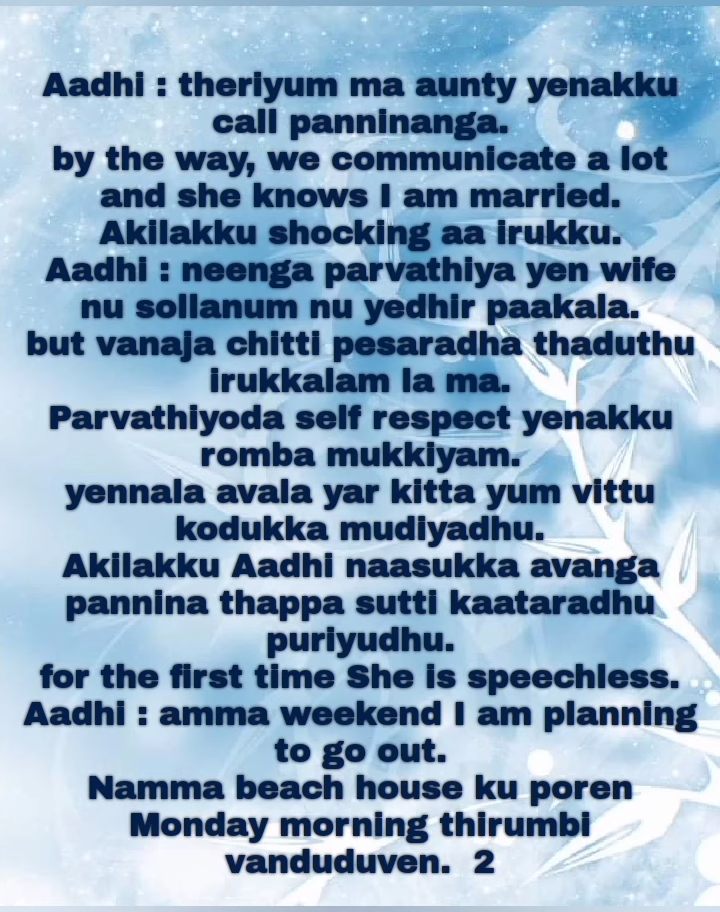 Aadhi : theriyum ma aunty yenakku
call panninanga.
by the way, we communicate a lot
and she knows I am married.
Akilakku shocking aa irukku.
Aadhi : neenga parvathiya yen wife
nu sollanum nu yedhir paakala.
but vanaja chitti pesaradha thaduthu
irukkalam la ma.
Parvathiyoda self respect yenakku
romba mukkiyam.
yennala avala yar kitta yum vittu
kodukka mudiyadhu.
Akilakku Aadhi naasukka avanga
pannina thappa sutti kaataradhu
puriyudhu.
for the first time She is speechless.
Aadhi : amma weekend I am planning
to go out.
Namma beach house ku poren
Monday morning thirumbi
vanduduven.  2